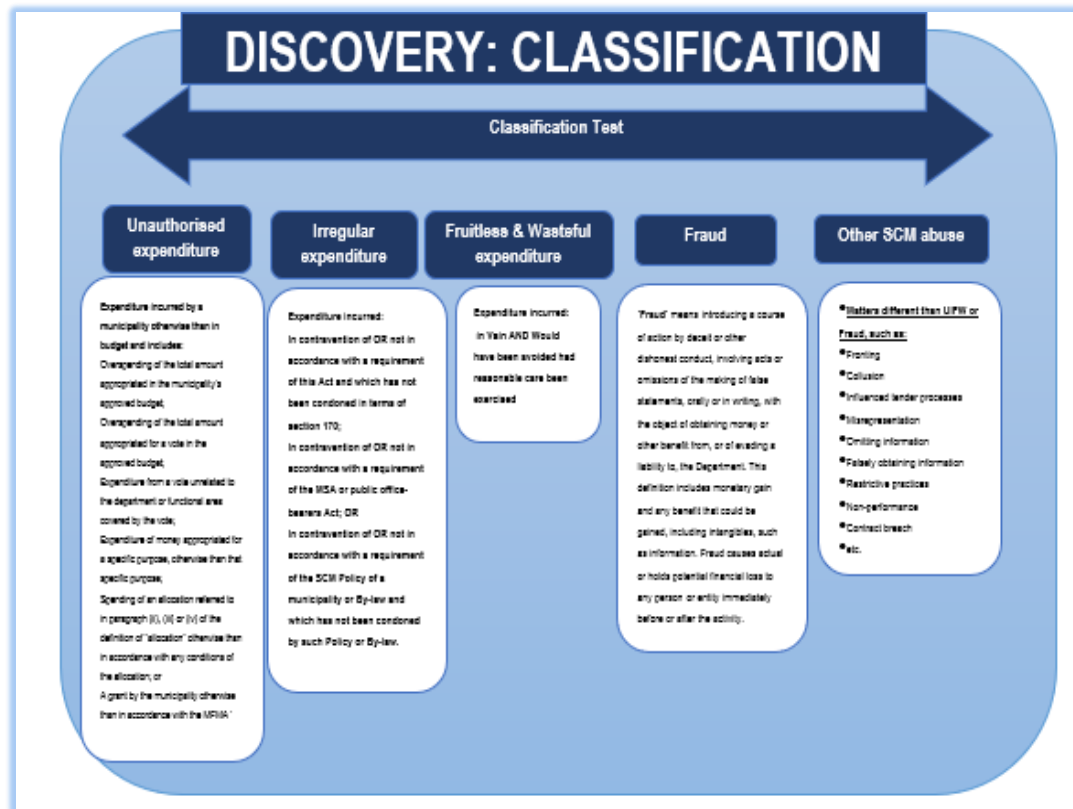 DISCOVERY: CLASSIFICATION
Classification Test
Unauthorised
expenditure
Expenditure incurred by a
municipality otherwise than in
budget and includes:
Overspending of the total amount
appropriated in the municipality's
approved budget;
Overspending of the total amount
appropriated for a vote in the
approved budget;
Expenditure from a vote unrelated to
the department or functional area
covered by the vote;
Expenditure of money appropriated for
a specific purpose, otherwise than that
specific purpose;
Spending of an allocation referred to
in paragraph (ii), (iii) or (iv) of the
definition of "allocation" otherwise than
in accordance with any conditions of
the allocation; or
A grant by the municipality otherwise
than in accordance with the MFMA '
Irregular
expenditure
Expenditure incurred:
In contravention of OR not in
accordance with a requirement
of this Act and which has not
been condoned in terms of
section 170;
In contravention of OR not in
accordance with a requirement
of the MSA or public office-
bearers Act; OR
In contravention of OR not in
accordance with a requirement
of the SCM Policy of a
municipality or By-law and
which has not been condoned
by such Policy or By-law.
Fruitless & Wasteful
expenditure
Expenditure incurred:
in Vain AND Would
have been avoided had
reasonable care been
exercised
Fraud
'Fraud' means introducing a course
of action by deceit or other
dishonest conduct, involving acts or
omissions of the making of false
statements, orally or in writing, with
the object of obtaining money or
other benefit from, or of evading a
liability to, the Department. This
definition includes monetary gain
and any benefit that could be
gained, including intangibles, such
as information. Fraud causes actual
or holds potential financial loss to
any person or entity immediately
before or after the activity.
Other SCM abuse
•Matters different than UIFW or
Fraud, such as:
•Fronting
•Collusion
•Influenced tender processes
•Misrepresentation
•Omitting information
•Falsely obtaining information
•Restrictive practices
•Non-performance
•Contract breach
•etc.